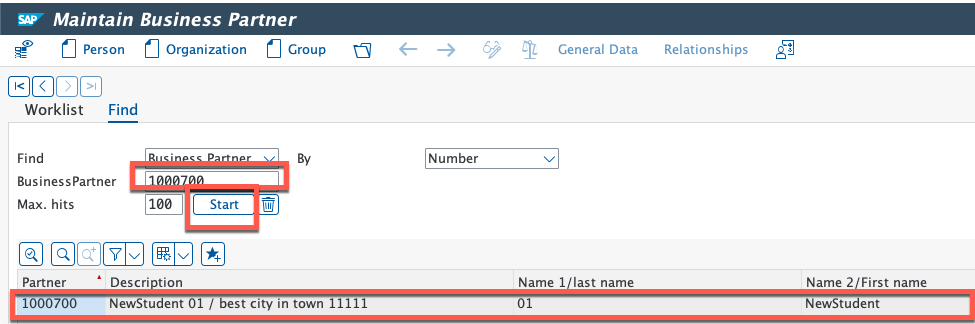 SAP Maintain Business Partner
Person Organization Group General Data Relationships
Worklist Find
Find Business Partner By Number
BusinessPartner 1000700
Max. hits 100 Start
Partner Description Name 1/last name Name 2/First name
1000700 NewStudent 01 / best city in town 11111 01 NewStudent